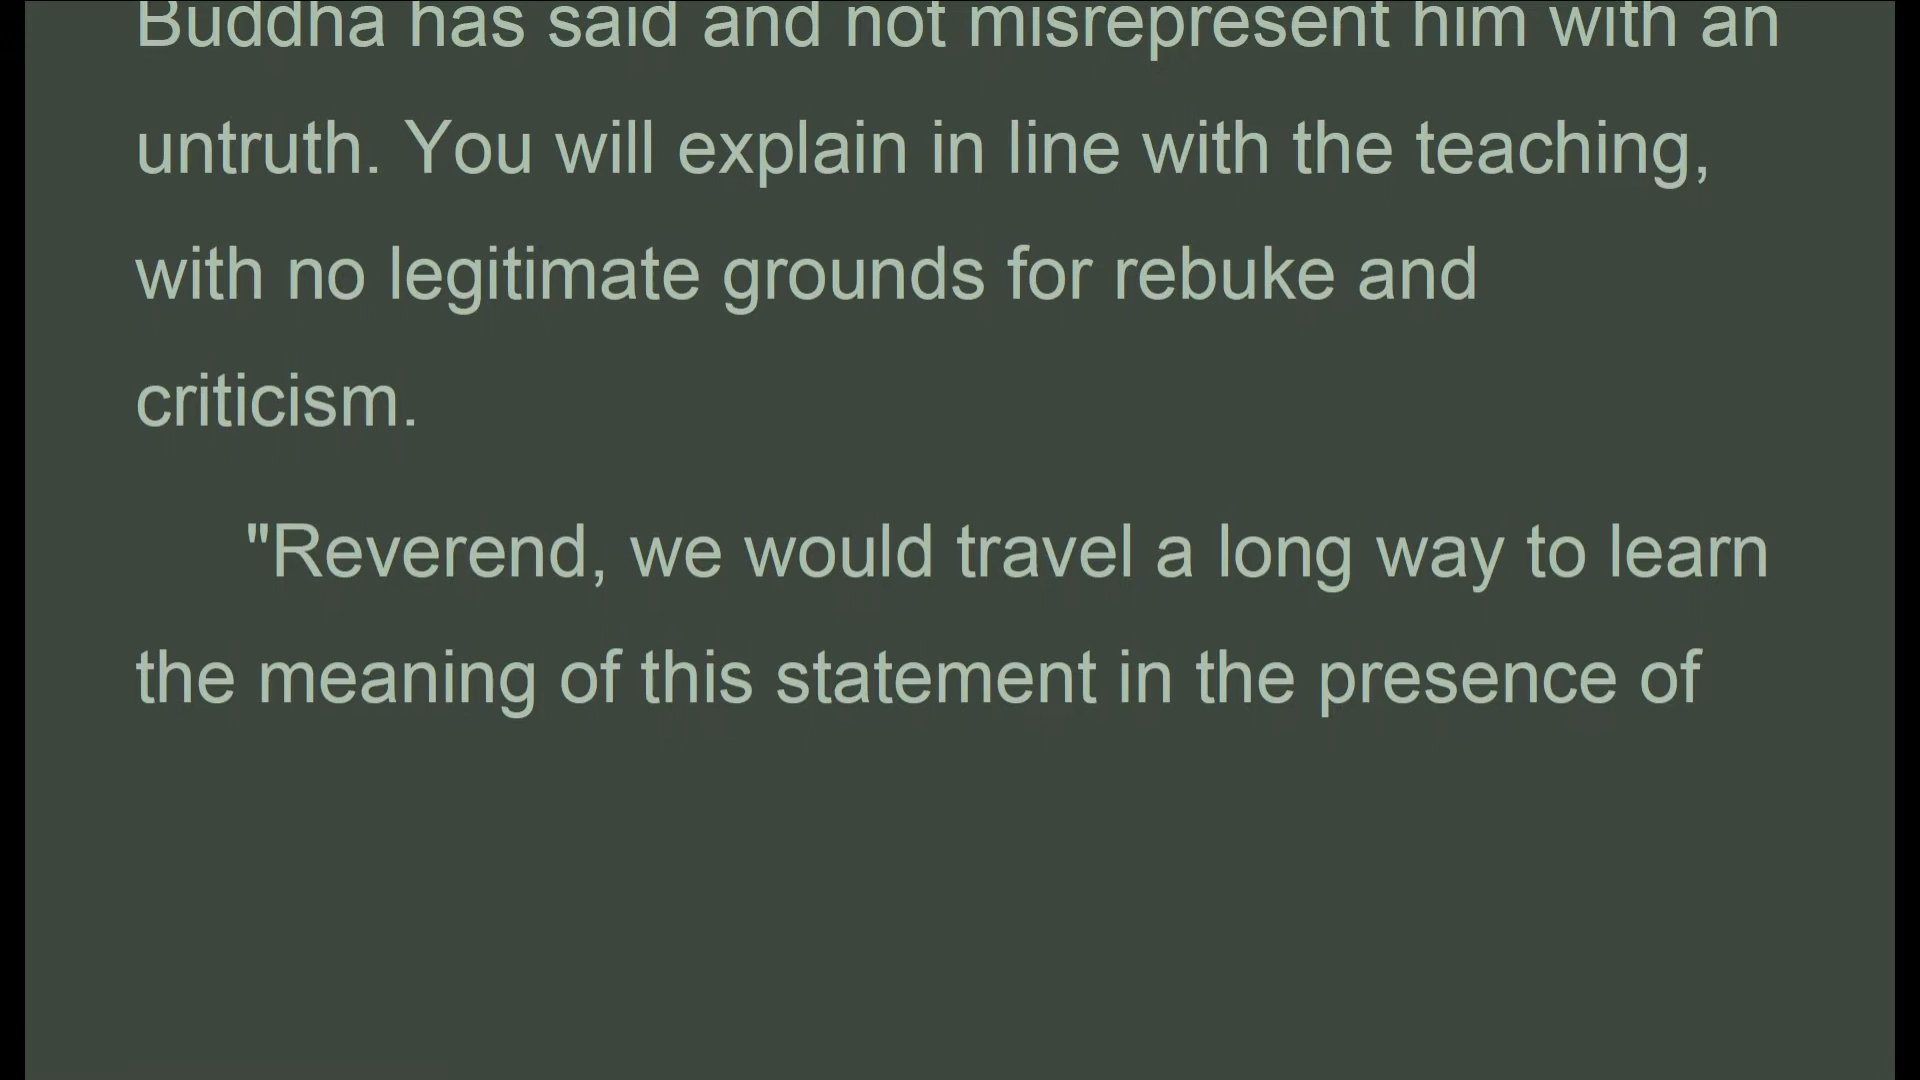 Buddha has said and not misrepresent him with an
untruth. You will explain in line with the teaching,
with no legitimate grounds for rebuke and
criticism.
"Reverend, we would travel a long way to learn
the meaning of this statement in the presence of